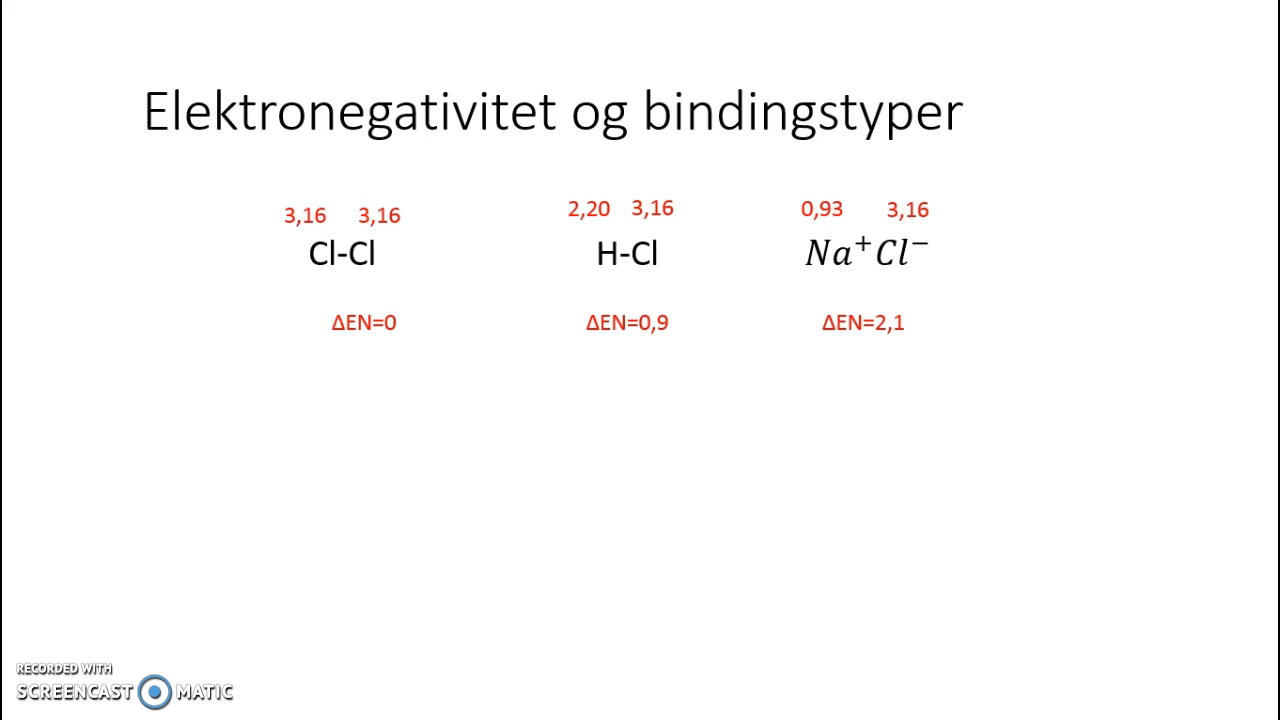 Elektronegativitet og bindingstyper
3,16 3,16 2,20 3,16 0,93 3,16
Cl-Cl H-Cl Na⁺Cl⁻
ΔEN=0 ΔEN=0,9 ΔEN=2,1
RECORDED WITH
SCREENCAST MATIC